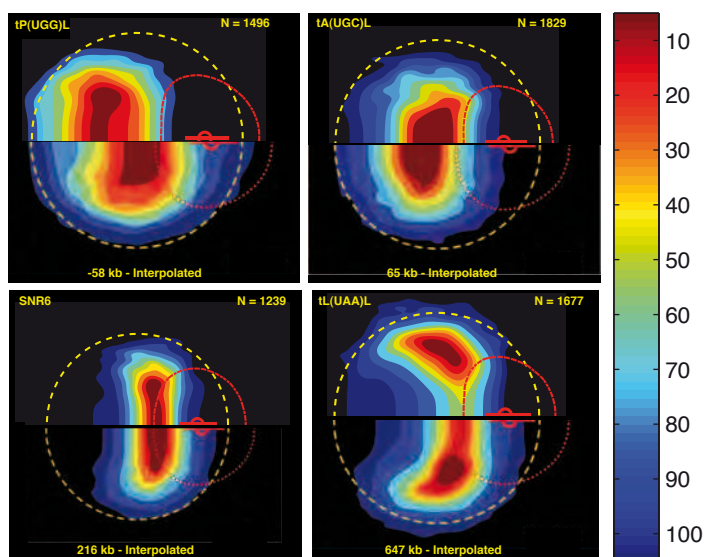 tP(UGG)L N = 1496
-58 kb - Interpolated
tA(UGC)L N = 1829
65 kb - Interpolated
SNR6 N = 1239
216 kb - Interpolated
tL(UAA)L N = 1677
647 kb - Interpolated
10
20
30
40
50
60
70
80
90
100